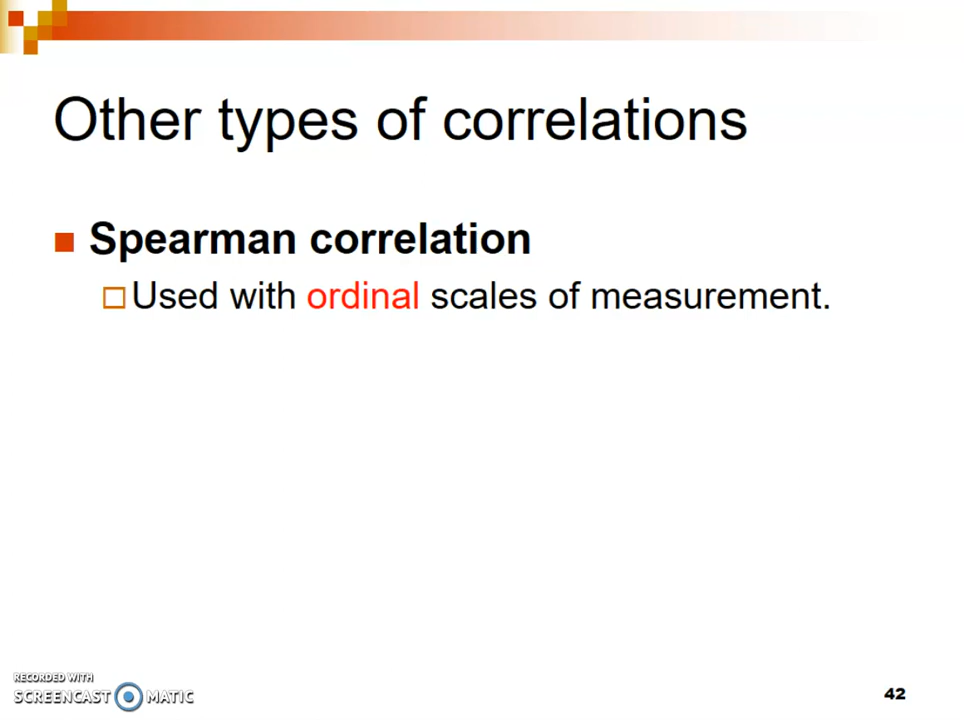 Other types of correlations
Spearman correlation
Used with ordinal scales of measurement.
RECORDED WITH
SCREENCAST MATIC
42